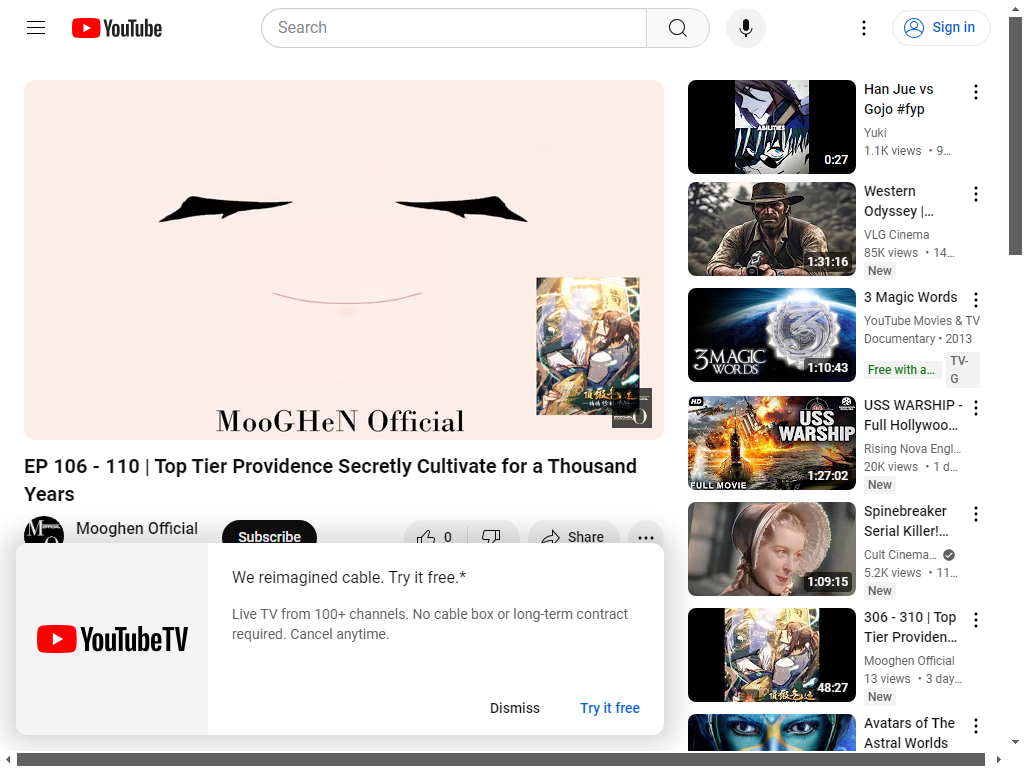 YouTube
Search
Sign in
MooGHeN Official
EP 106 - 110 | Top Tier Providence Secretly Cultivate for a Thousand
Years
Mooghen Official
Subscribe
0
Share
We reimagined cable. Try it free.*
Live TV from 100+ channels. No cable box or long-term contract
required. Cancel anytime.
YouTubeTV
Dismiss
Try it free
ABILITIES
0:27
Han Jue vs
Gojo #fyp
Yuki
1.1K views • 9…
1:31:16
Western
Odyssey |…
VLG Cinema
85K views • 14…
New
3 MAGIC
WORDS
1:10:43
3 Magic Words
YouTube Movies & TV
Documentary • 2013
Free with a…
TV-
G
HD
USS
WARSHIP
FULL MOVIE
1:27:02
USS WARSHIP -
Full Hollywoo…
Rising Nova Engl…
20K views • 1 d…
New
1:09:15
Spinebreaker
Serial Killer!…
Cult Cinema…
5.2K views • 11…
New
48:27
306 - 310 | Top
Tier Providen…
Mooghen Official
13 views • 3 day…
New
Avatars of The
Astral Worlds